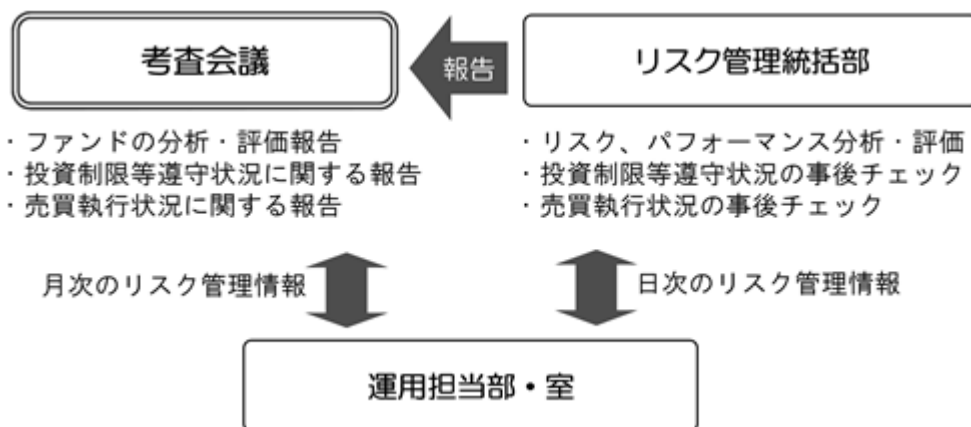 考査会議
報告
リスク管理統括部
・ファンドの分析・評価報告
・投資制限等遵守状況に関する報告
・売買執行状況に関する報告
・リスク、パフォーマンス分析・評価
・投資制限等遵守状況の事後チェック
・売買執行状況の事後チェック
月次のリスク管理情報
日次のリスク管理情報
運用担当部・室